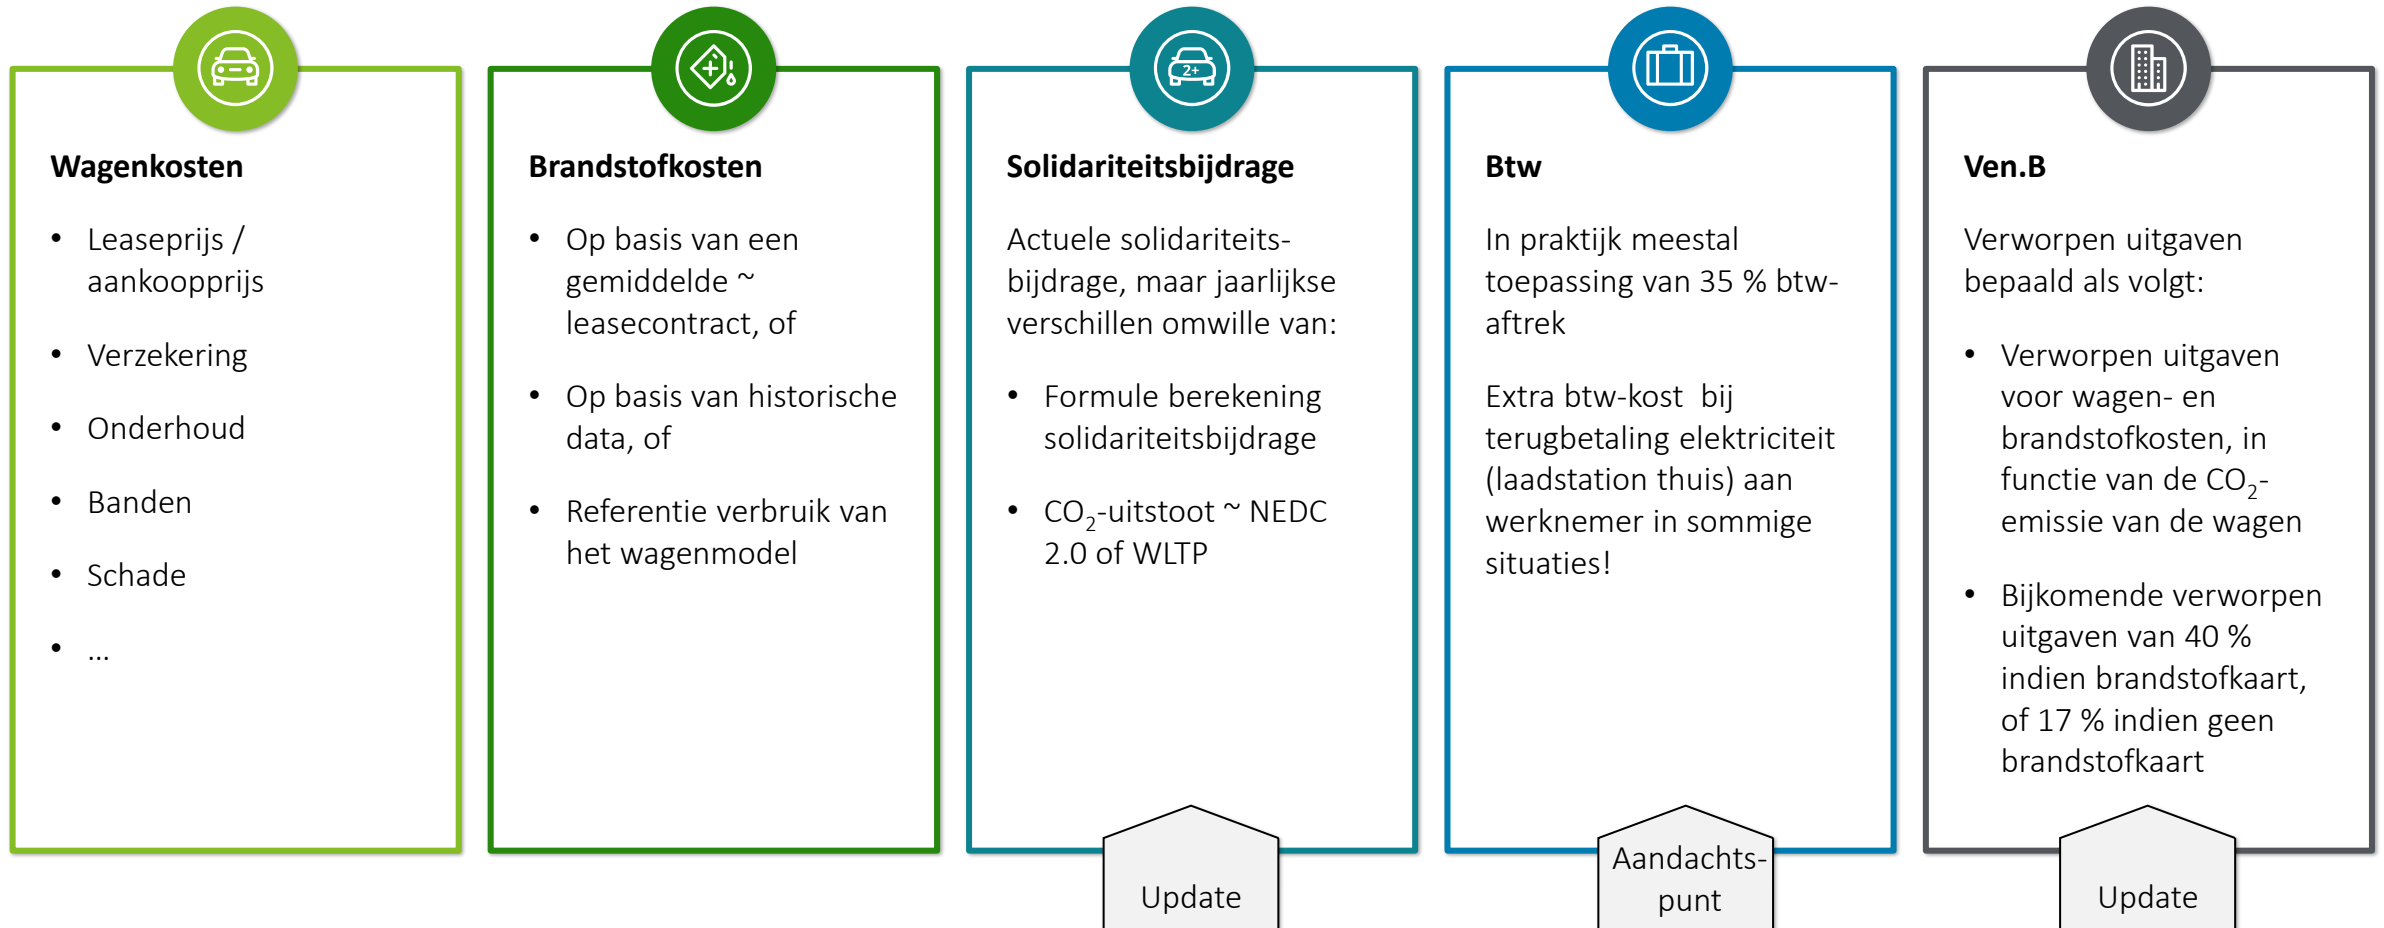 Wagenkosten
• Leaseprijs /
aankoopprijs
• Verzekering
• Onderhoud
• Banden
• Schade
• ...
Brandstofkosten
• Op basis van een
gemiddelde ~
leasecontract, of
• Op basis van historische
data, of
• Referentie verbruik van
het wagenmodel
2+
Solidariteitsbijdrage
Actuele solidariteits-
bijdrage, maar jaarlijkse
verschillen omwille van:
• Formule berekening
solidariteitsbijdrage
• CO₂-uitstoot ~ NEDC
2.0 of WLTP
Update
Btw
In praktijk meestal
toepassing van 35 % btw-
aftrek
Extra btw-kost  bij
terugbetaling elektriciteit
(laadstation thuis) aan
werknemer in sommige
situaties!
Aandachts-
punt
Ven.B
Verworpen uitgaven
bepaald als volgt:
• Verworpen uitgaven
voor wagen- en
brandstofkosten, in
functie van de CO₂-
emissie van de wagen
• Bijkomende verworpen
uitgaven van 40 %
indien brandstofkaart,
of 17 % indien geen
brandstofkaart
Update